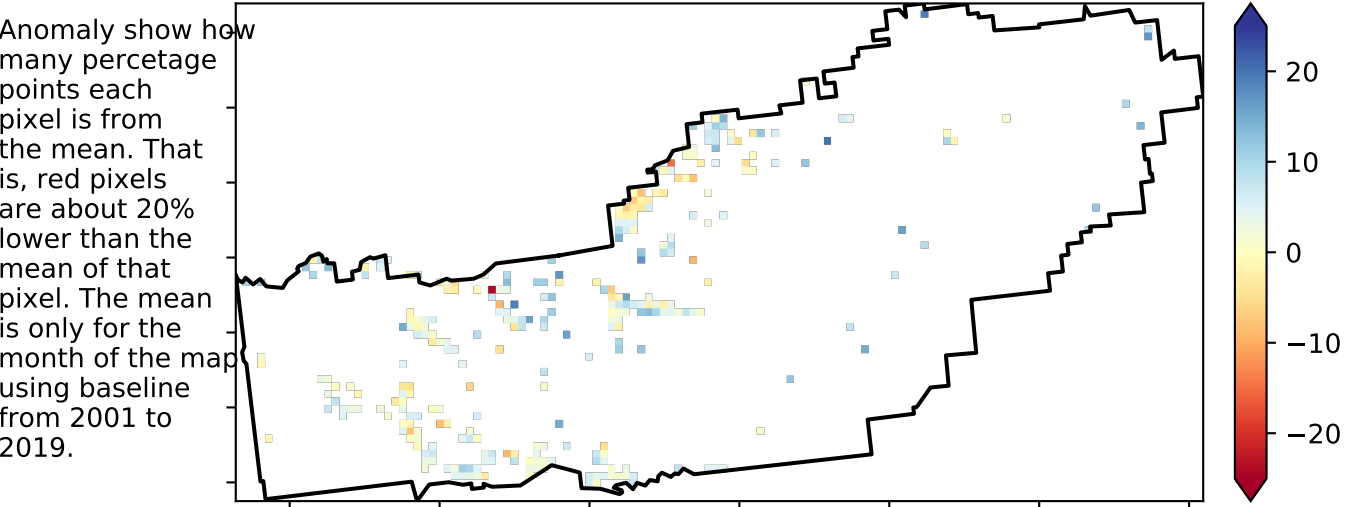 Anomaly show how
many percetage
points each
pixel is from
the mean. That
is, red pixels
are about 20%
lower than the
mean of that
pixel. The mean
is only for the
month of the map
using baseline
from 2001 to
2019.
20
10
0
−10
−20